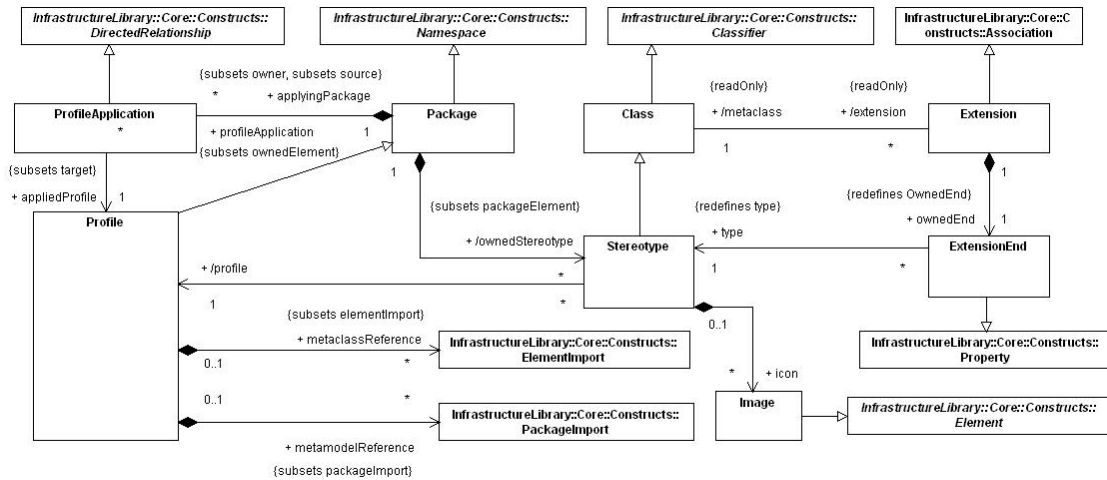 InfrastructureLibrary::Core::Constructs::
DirectedRelationship
InfrastructureLibrary::Core::Constructs::
Namespace
InfrastructureLibrary::Core::Constructs::
Classifier
InfrastructureLibrary::Core::C
onstructs::Association
{subsets owner, subsets source}
*
+ applyingPackage
ProfileApplication
*
+ profileApplication
1
{subsets ownedElement}
Package
1
Class
{readOnly}
+ /metaclass
1
{readOnly}
+ /extension
*
Extension
1
{subsets target}
+ appliedProfile
1
{subsets packageElement}
+ /ownedStereotype
*
{redefines type}
+ type
1
{redefines OwnedEnd}
+ ownedEnd
1
Profile
Stereotype
ExtensionEnd
*
+ /profile
1
*
0..1
{subsets elementImport}
+ metaclassReference
0..1
*
InfrastructureLibrary::Core::Constructs::
ElementImport
InfrastructureLibrary::Core::Constructs::
Property
*
+ icon
0..1
*
InfrastructureLibrary::Core::Constructs::
PackageImport
Image
InfrastructureLibrary::Core::Constructs::
Element
+ metamodelReference
{subsets packageImport}